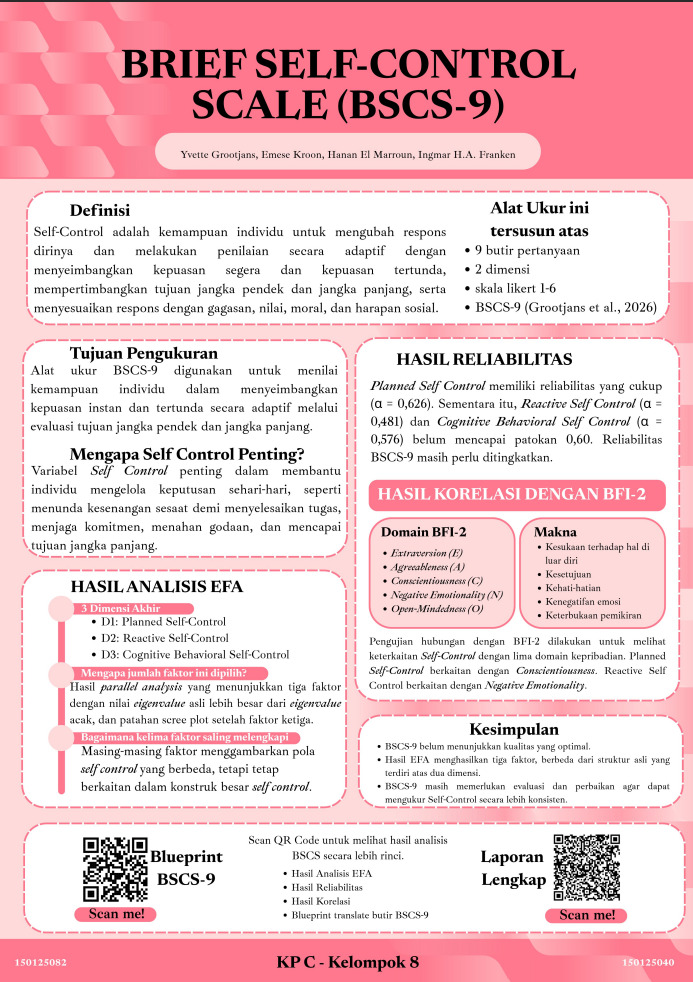 BRIEF SELF-CONTROL
SCALE (BSCS-9)
Yvette Grootjans, Emese Kroon, Hanan El Marroun, Ingmar H.A. Franken
Definisi
Self-Control adalah kemampuan individu untuk mengubah respons
dirinya dan melakukan penilaian secara adaptif dengan
menyeimbangkan kepuasan segera dan kepuasan tertunda,
mempertimbangkan tujuan jangka pendek dan jangka panjang, serta
menyesuaikan respons dengan gagasan, nilai, moral, dan harapan sosial.
Alat Ukur ini
tersusun atas
• 9 butir pertanyaan
• 2 dimensi
• skala likert 1-6
• BSCS-9 (Grootjans et al., 2026)
Tujuan Pengukuran
Alat ukur BSCS-9 digunakan untuk menilai
kemampuan individu dalam menyeimbangkan
kepuasan instan dan tertunda secara adaptif melalui
evaluasi tujuan jangka pendek dan jangka panjang.
Mengapa Self Control Penting?
Variabel Self Control penting dalam membantu
individu mengelola keputusan sehari-hari, seperti
menunda kesenangan sesaat demi menyelesaikan tugas,
menjaga komitmen, menahan godaan, dan mencapai
tujuan jangka panjang.
HASIL ANALISIS EFA
3 Dimensi Akhir
• D1: Planned Self-Control
• D2: Reactive Self-Control
• D3: Cognitive Behavioral Self-Control
Mengapa jumlah faktor ini dipilih?
Hasil parallel analysis yang menunjukkan tiga faktor
dengan nilai eigenvalue asli lebih besar dari eigenvalue
acak, dan patahan scree plot setelah faktor ketiga.
Bagaimana kelima faktor saling melengkapi
Masing-masing faktor menggambarkan pola
self control yang berbeda, tetapi tetap
berkaitan dalam konstruk besar self control.
HASIL RELIABILITAS
Planned Self Control memiliki reliabilitas yang cukup
(α = 0,626). Sementara itu, Reactive Self Control (α =
0,481) dan Cognitive Behavioral Self Control (α =
0,576) belum mencapai patokan 0,60. Reliabilitas
BSCS-9 masih perlu ditingkatkan.
HASIL KORELASI DENGAN BFI-2
Domain BFI-2
• Extraversion (E)
• Agreeableness (A)
• Conscientiousness (C)
• Negative Emotionality (N)
• Open-Mindedness (O)
Makna
• Kesukaan terhadap hal di
luar diri
• Kesetujuan
• Kehati-hatian
• Kenegatifan emosi
• Keterbukaan pemikiran
Pengujian hubungan dengan BFI-2 dilakukan untuk melihat
keterkaitan Self-Control dengan lima domain kepribadian. Planned
Self-Control berkaitan dengan Conscientiousness. Reactive Self
Control berkaitan dengan Negative Emotionality.
Kesimpulan
• BSCS-9 belum menunjukkan kualitas yang optimal.
• Hasil EFA menghasilkan tiga faktor, berbeda dari struktur asli yang
terdiri atas dua dimensi.
• BSCS-9 masih memerlukan evaluasi dan perbaikan agar dapat
mengukur Self-Control secara lebih konsisten.
Blueprint
BSCS-9
Scan me!
Scan QR Code untuk melihat hasil analisis
BSCS secara lebih rinci.
• Hasil Analisis EFA
• Hasil Reliabilitas
• Hasil Korelasi
• Blueprint translate butir BSCS-9
Laporan
Lengkap
Scan me!
150125082
KP C - Kelompok 8
150125040